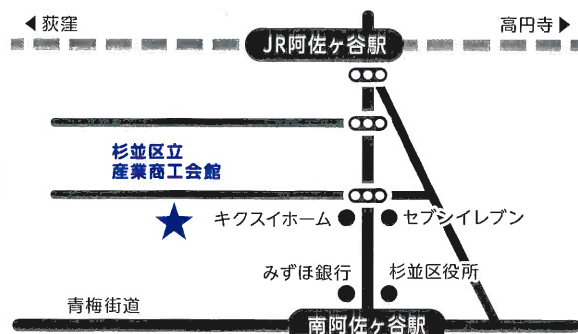 荻窪
高円寺
JR阿佐ヶ谷駅
杉並区立
産業商工会館
キクスイホーム
セブンイレブン
みずほ銀行
杉並区役所
青梅街道
南阿佐ヶ谷駅